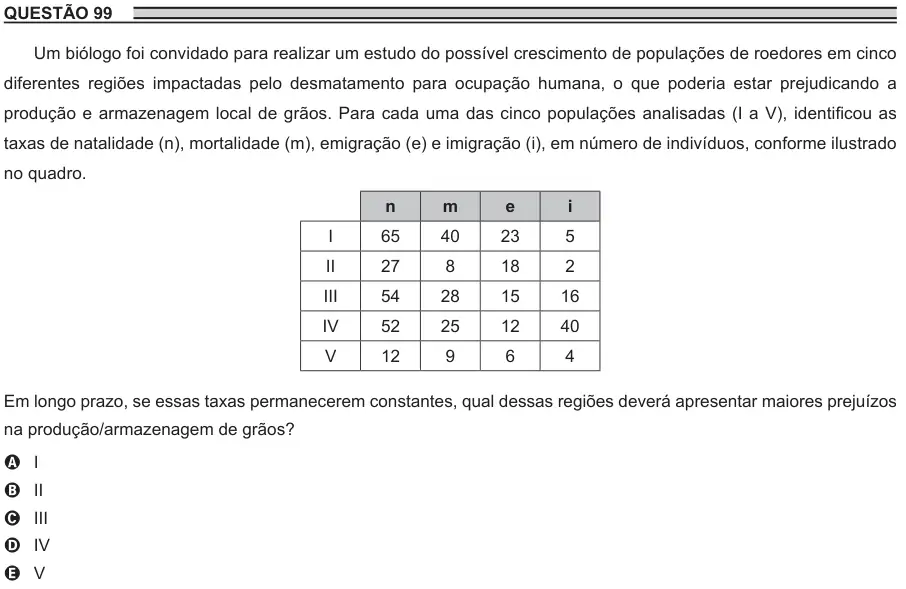 QUESTÃO 99
Um biólogo foi convidado para realizar um estudo do possível crescimento de populações de roedores em cinco
diferentes regiões impactadas pelo desmatamento para ocupação humana, o que poderia estar prejudicando a
produção e armazenagem local de grãos. Para cada uma das cinco populações analisadas (I a V), identificou as
taxas de natalidade (n), mortalidade (m), emigração (e) e imigração (i), em número de indivíduos, conforme ilustrado
no quadro.
n m e i
I 65 40 23 5
II 27 8 18 2
III 54 28 15 16
IV 52 25 12 40
V 12 9 6 4
Em longo prazo, se essas taxas permanecerem constantes, qual dessas regiões deverá apresentar maiores prejuízos
na produção/armazenagem de grãos?
A I
B II
C III
D IV
E V